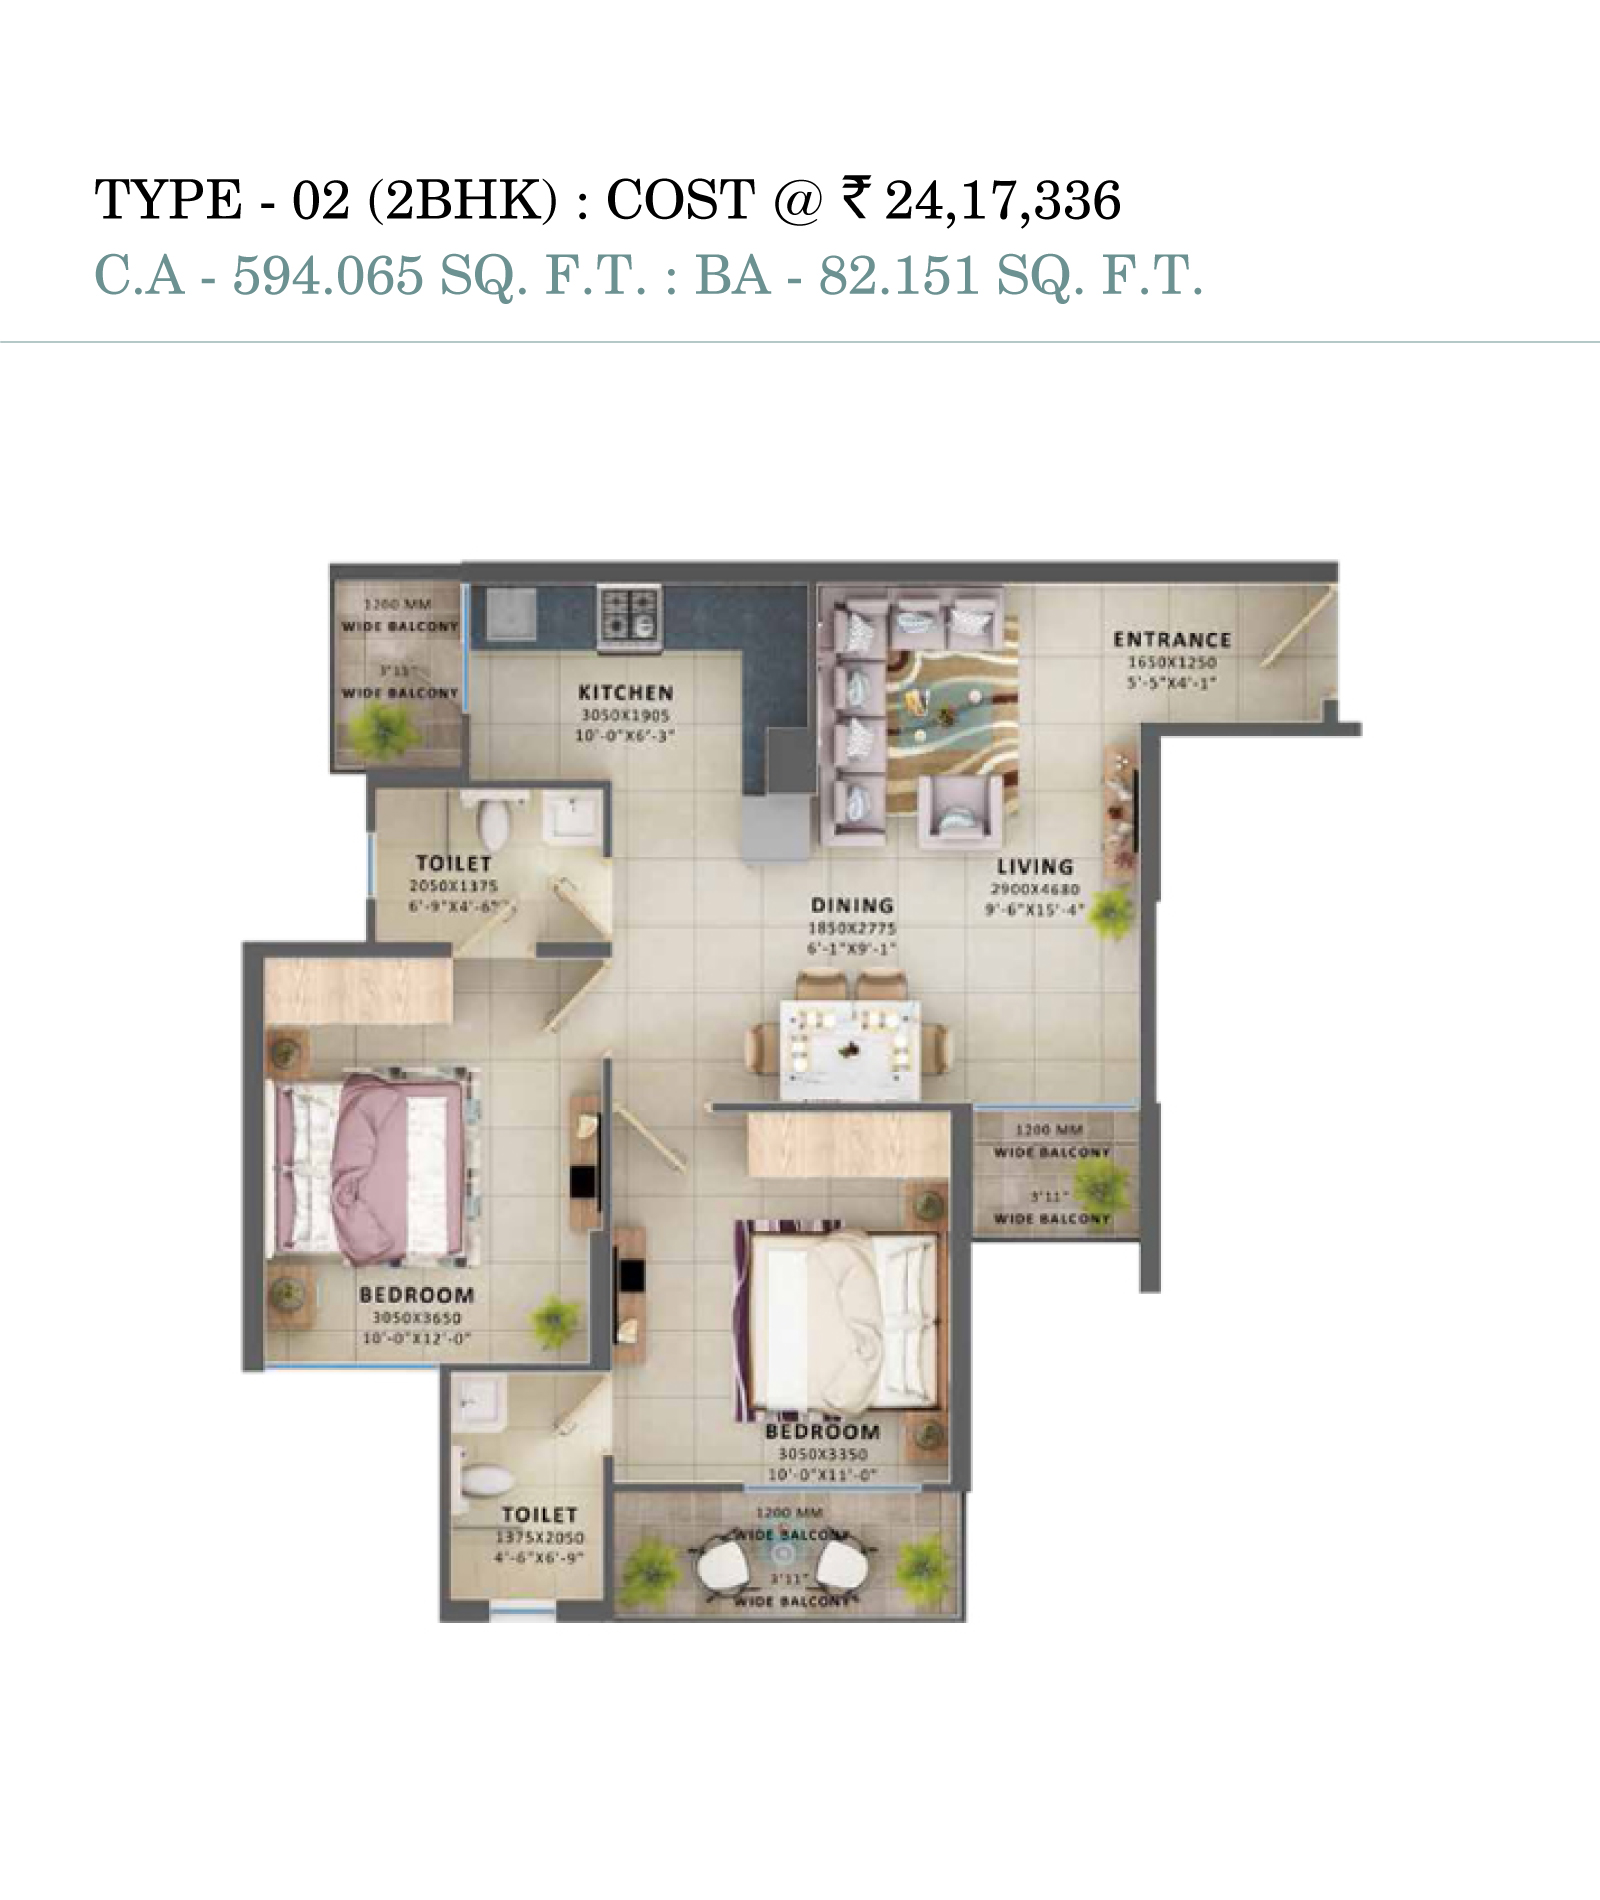 TYPE - 02 (2BHK) : COST @ ₹ 24,17,336
C.A - 594.065 SQ. F.T. : BA - 82.151 SQ. F.T.
1200 MM
WIDE BALCONY
3'11"
WIDE BALCONY
KITCHEN
3050X1905
10'-0"X6'-3"
ENTRANCE
1650X1250
5'-5"X4'-1"
TOILET
2050X1375
6'-9"X4'-6"
DINING
1850X2775
6'-1"X9'-1"
LIVING
2900X4680
9'-6"X15'-4"
1200 MM
WIDE BALCONY
3'11"
WIDE BALCONY
BEDROOM
3050X3650
10'-0"X12'-0"
BEDROOM
3050X3350
10'-0"X11'-0"
TOILET
1375X2050
4'-6"X6'-9"
1200 MM
WIDE BALCONY
3'11"
WIDE BALCONY